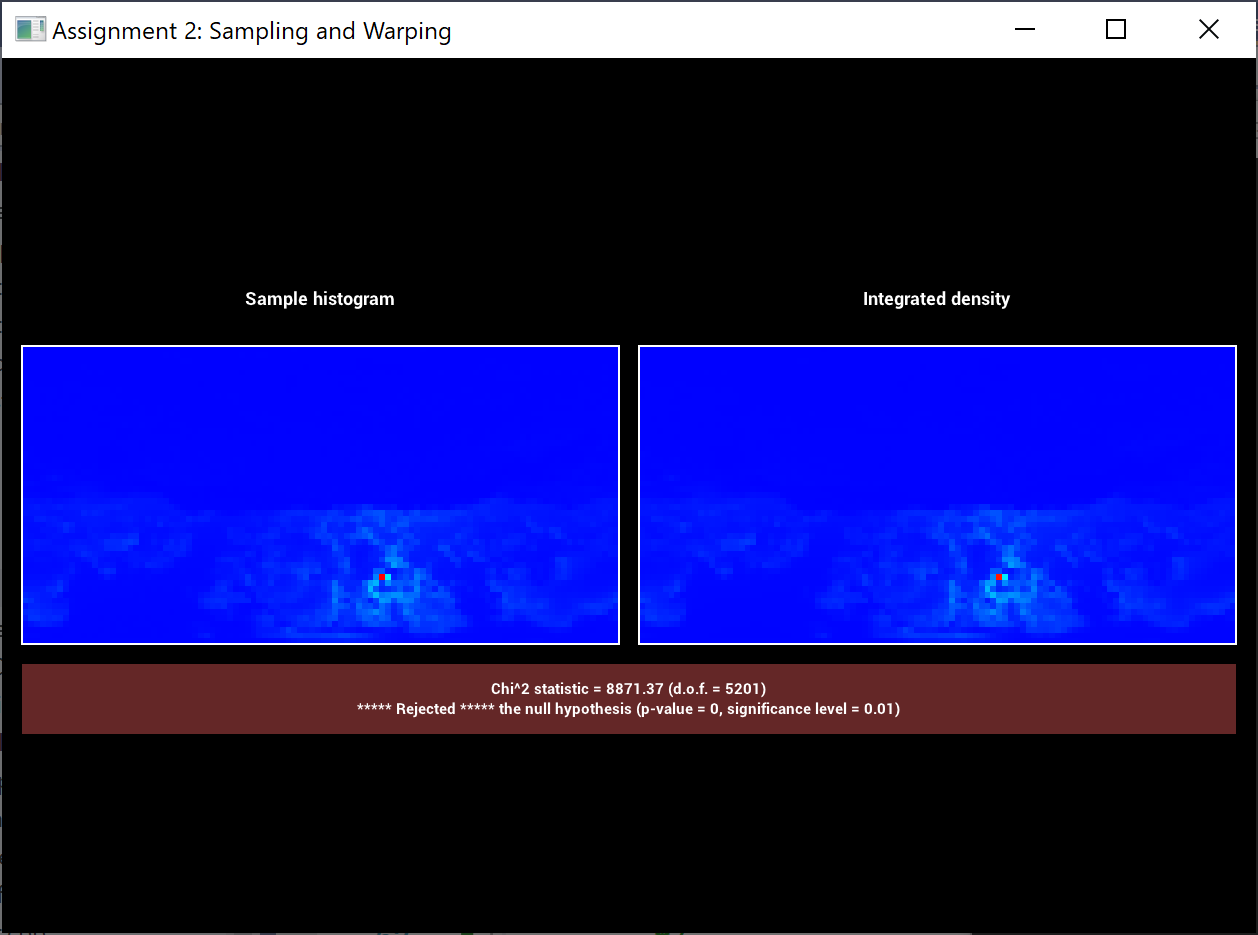 Assignment 2: Sampling and Warping
Sample histogram
Integrated density
Chi^2 statistic = 8871.37 (d.o.f. = 5201)
***** Rejected ***** the null hypothesis (p-value = 0, significance level = 0.01)